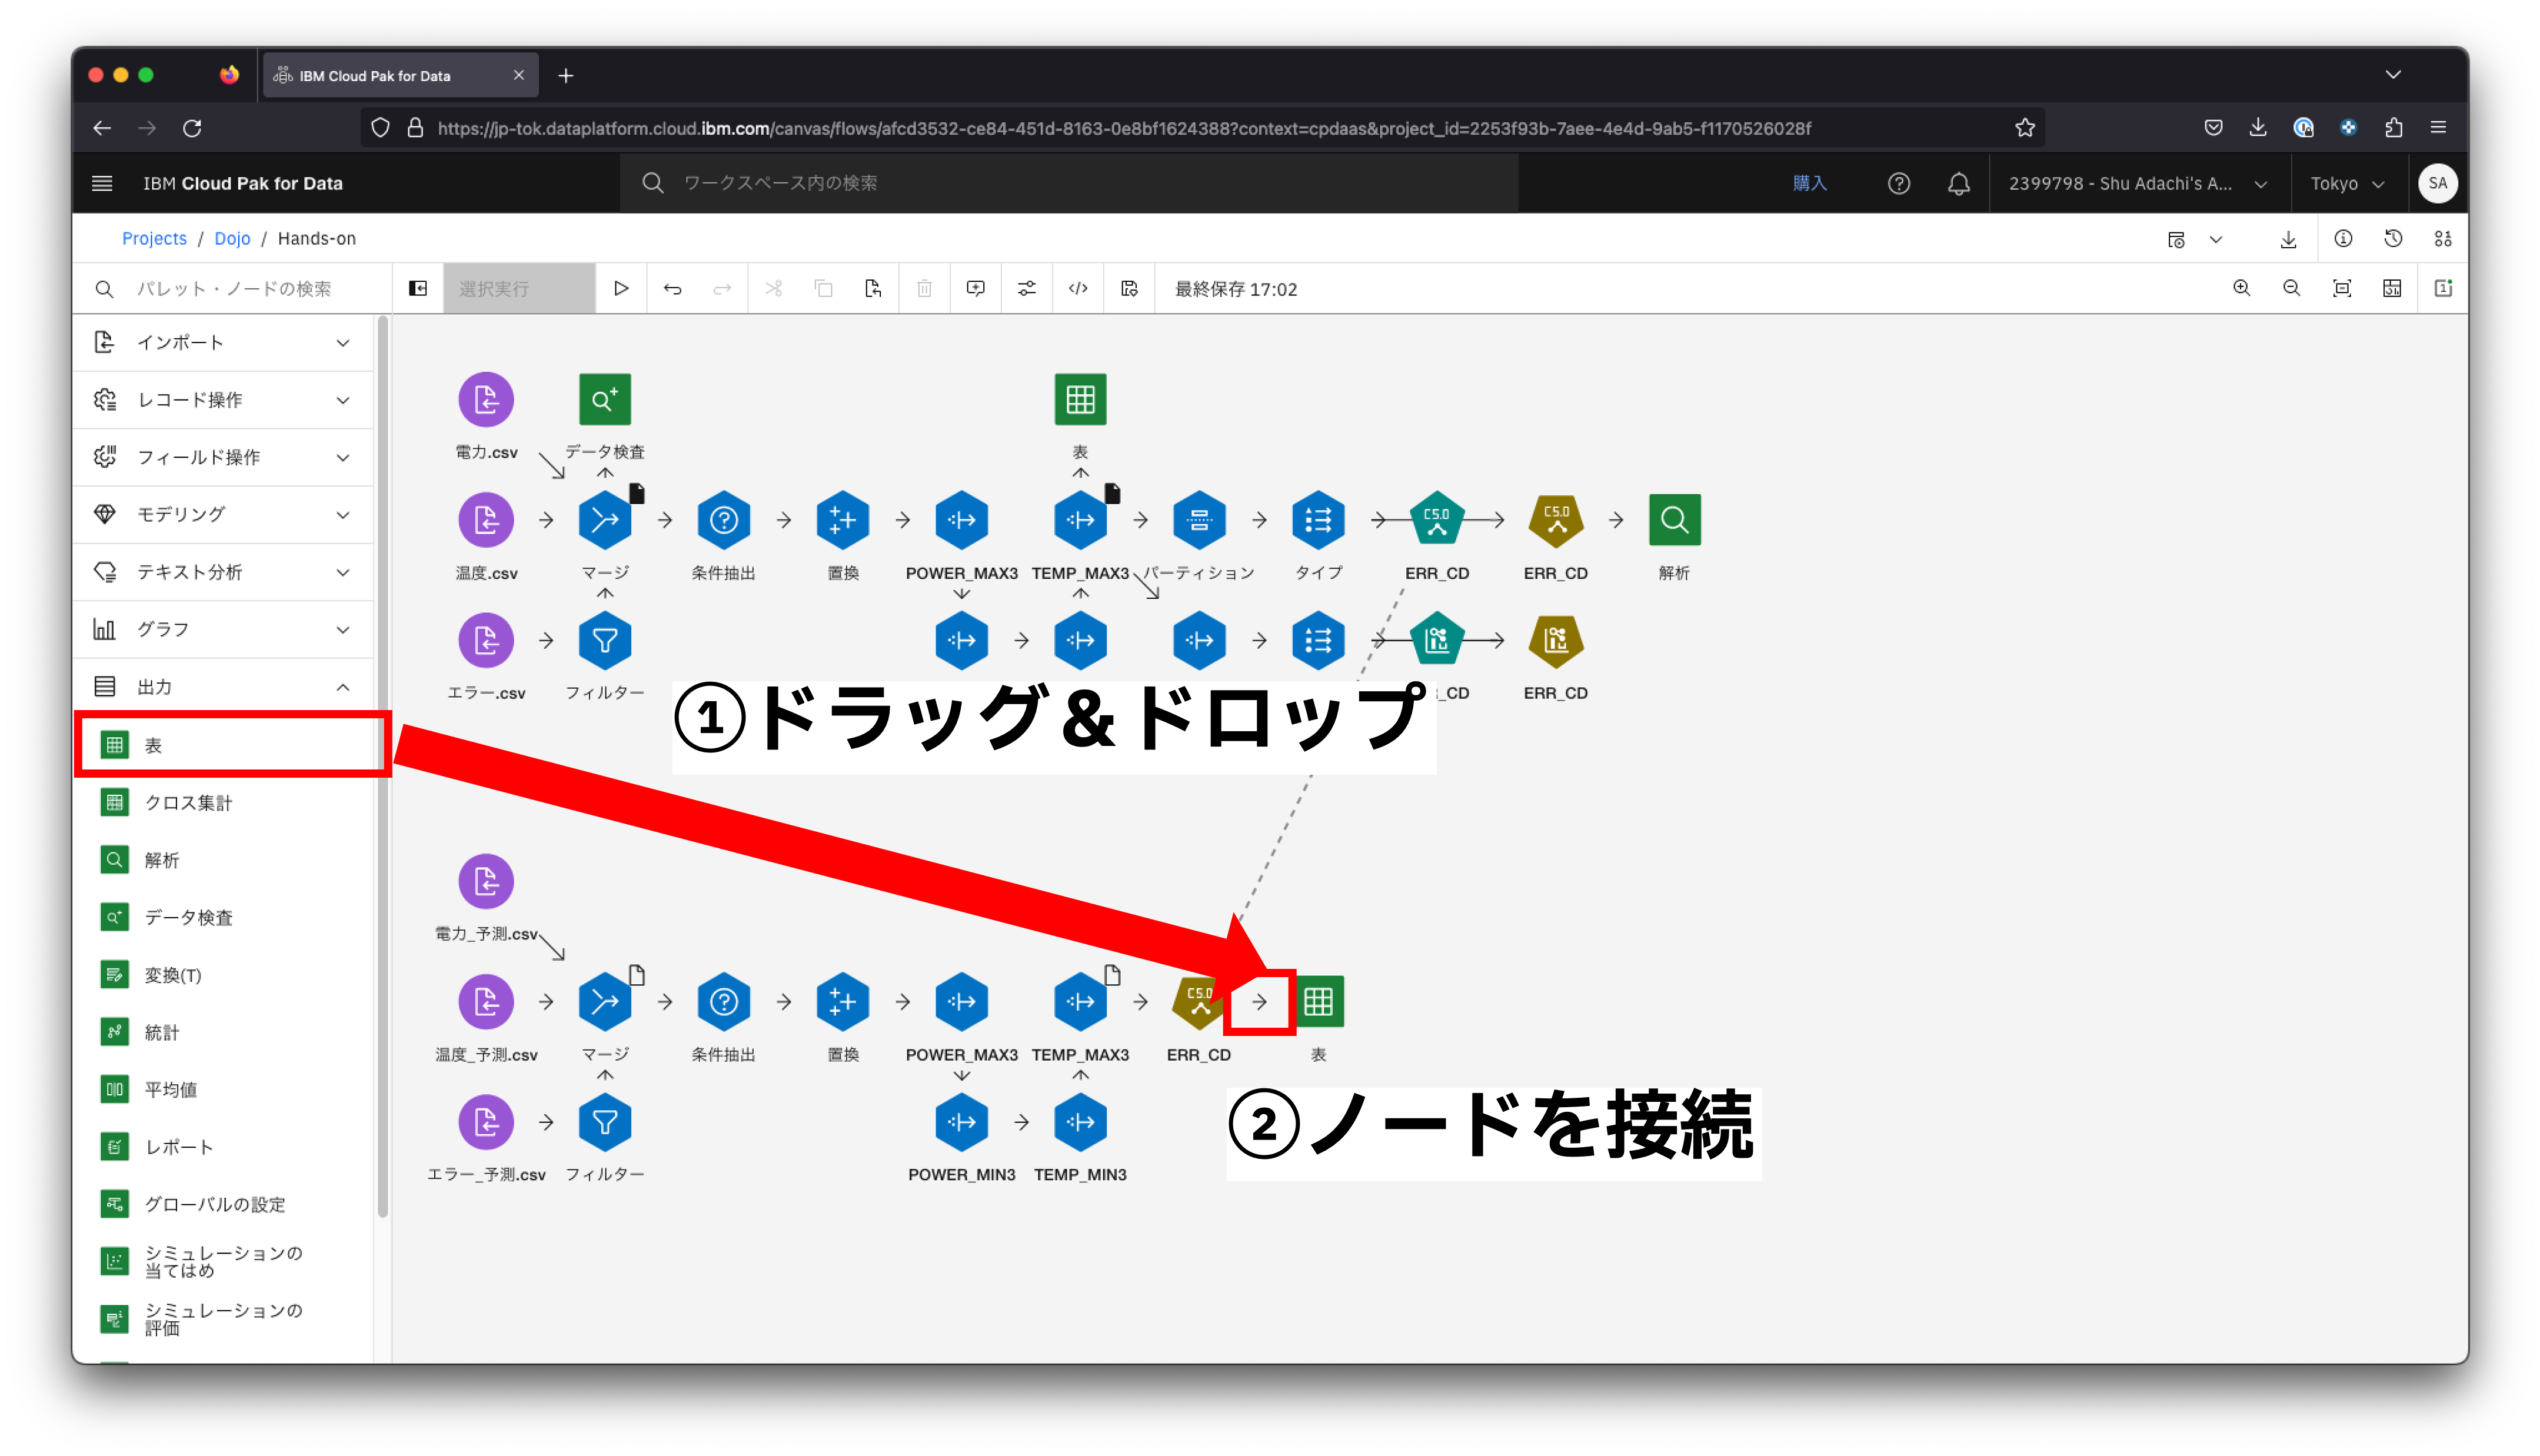 IBM Cloud Pak for Data
https://jp-tok.dataplatform.cloud.ibm.com/canvas/flows/afcd3532-ce84-451d-8163-0e8bf1624388?context=cpdaas&project_id=2253f93b-7aee-4e4d-9ab5-f1170526028f
IBM Cloud Pak for Data
ワークスペース内の検索
購入
2399798 - Shu Adachi's A...
Tokyo
SA
Projects / Dojo / Hands-on
パレット・ノードの検索
選択実行
最終保存 17:02
インポート
レコード操作
フィールド操作
モデリング
テキスト分析
グラフ
出力
表
クロス集計
解析
データ検査
変換(T)
統計
平均値
レポート
グローバルの設定
シミュレーションの
当てはめ
シミュレーションの
評価
電力.csv
データ検査
表
C5.0
C5.0
温度.csv
マージ
条件抽出
置換
POWER_MAX3
TEMP_MAX3
パーティション
タイプ
ERR_CD
ERR_CD
解析
エラー.csv
フィルター
_CD
ERR_CD
①ドラッグ＆ドロップ
電力_予測.csv
C5.0
温度_予測.csv
マージ
条件抽出
置換
POWER_MAX3
TEMP_MAX3
ERR_CD
表
②ノードを接続
エラー_予測.csv
フィルター
POWER_MIN3
TEMP_MIN3